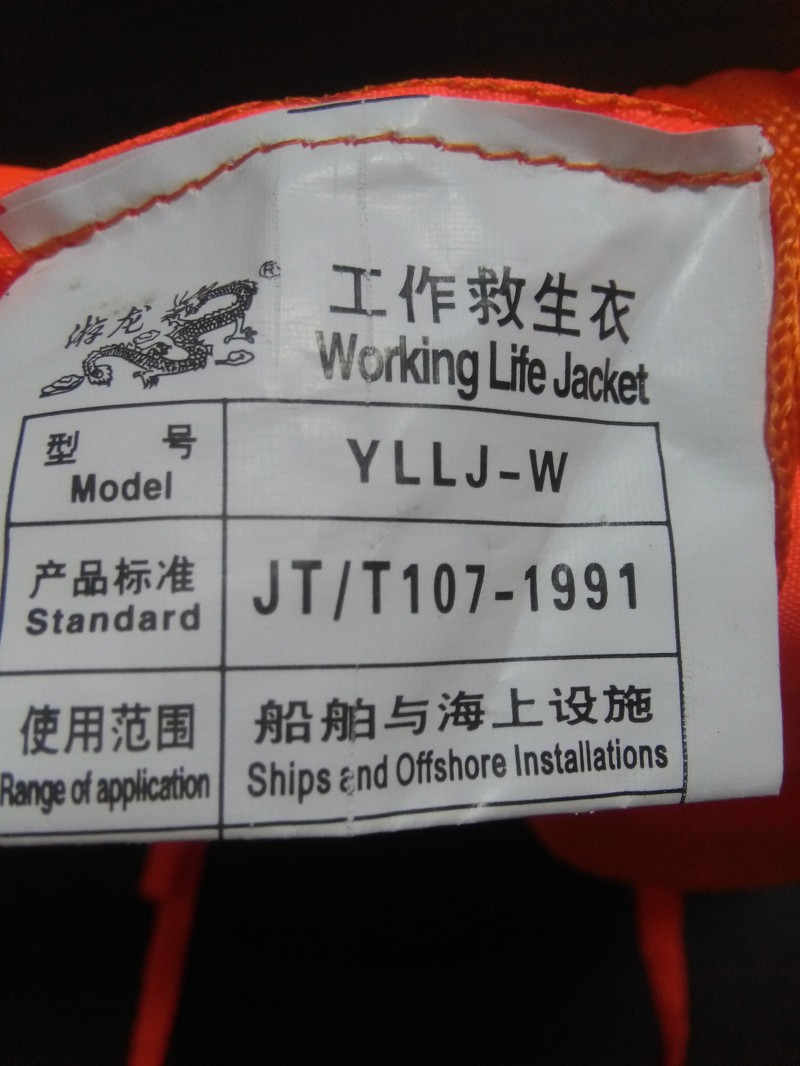 游龙
®
工作救生衣
Working Life Jacket
型号
Model
YLLJ-W
产品标准
Standard
JT/T107-1991
使用范围
Range of application
船舶与海上设施
Ships and Offshore Installations